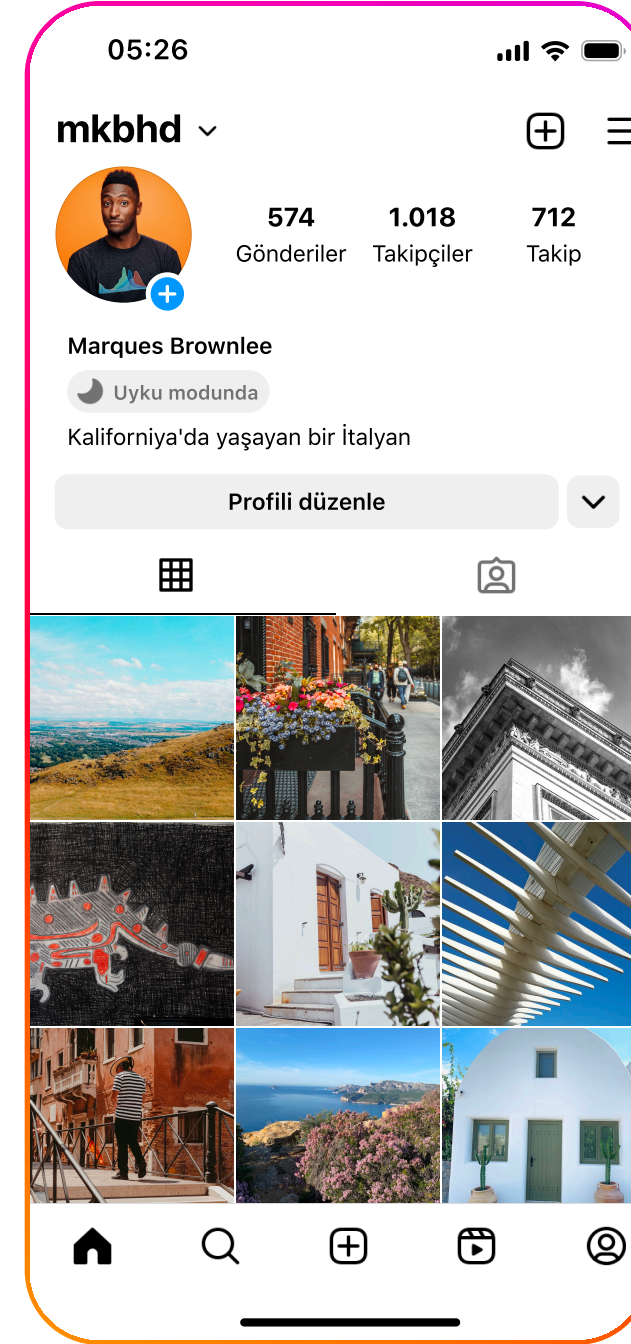 05:26
mkbhd
574 1.018 712
Gönderiler Takipçiler Takip
Marques Brownlee
Uyku modunda
Kaliforniya'da yaşayan bir İtalyan
Profili düzenle